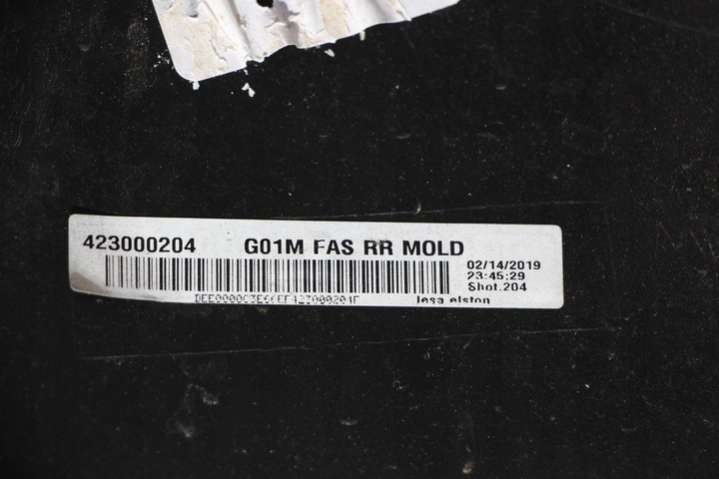 423000204 G01M FAS RR MOLD
02/14/2019
23:45:29
Shot.204
lesa elston